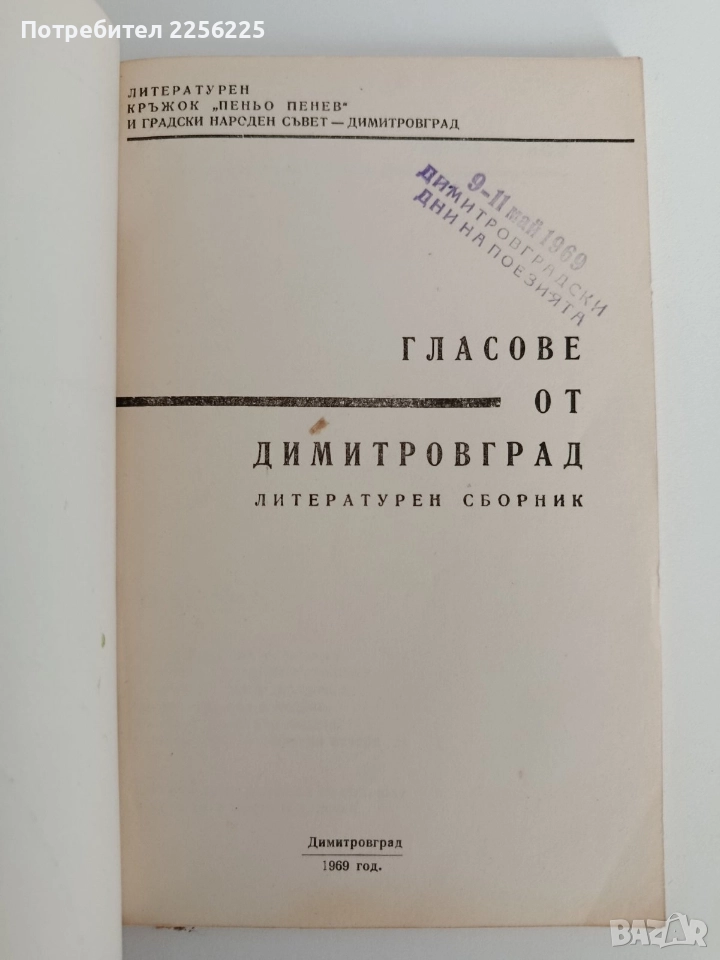 Потребител 2256225
ЛИТЕРАТУРЕН
КРЪЖОК „ПЕНЬО ПЕНЕВ“
И ГРАДСКИ НАРОДЕН СЪВЕТ — ДИМИТРОВГРАД
9–11 май 1969
ДИМИТРОВГРАДСКИ
ДНИ НА ПОЕЗИЯТА
ГЛАСОВЕ
ОТ
ДИМИТРОВГРАД
ЛИТЕРАТУРЕН СБОРНИК
Димитровград
1969 год.
BAZAR